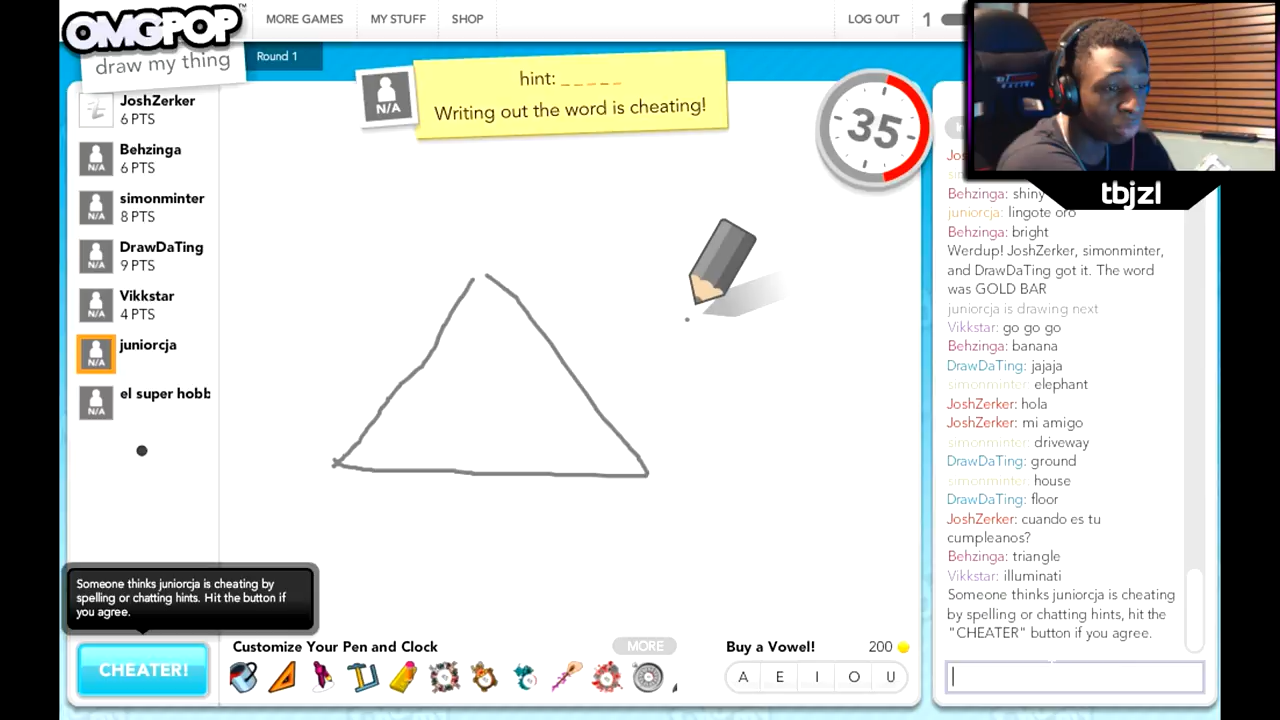 OMGPOP™
draw my thing
MORE GAMES
MY STUFF
SHOP
LOG OUT
1
Round 1
N/A
hint: _ _ _ _ _
Writing out the word is cheating!
35
tbjzl
JoshZerker
6 PTS
N/A
Behzinga
6 PTS
N/A
simonminter
8 PTS
N/A
DrawDaTing
9 PTS
N/A
Vikkstar
4 PTS
N/A
juniorcja
N/A
el super hobb
Behzinga: shiny
juniorcja: lingote oro
Behzinga: bright
Werdup! JoshZerker, simonminter,
and DrawDaTing got it. The word
was GOLD BAR
juniorcja is drawing next
Vikkstar: go go go
Behzinga: banana
DrawDaTing: jajaja
simonminter: elephant
JoshZerker: hola
JoshZerker: mi amigo
simonminter: driveway
DrawDaTing: ground
simonminter: house
DrawDaTing: floor
JoshZerker: cuando es tu
cumpleanos?
Behzinga: triangle
Vikkstar: illuminati
Someone thinks juniorcja is cheating
by spelling or chatting hints, hit the
"CHEATER" button if you agree.
Someone thinks juniorcja is cheating by
spelling or chatting hints. Hit the button if
you agree.
CHEATER!
Customize Your Pen and Clock
MORE
Buy a Vowel!
200
A E I O U